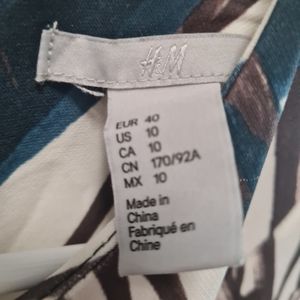 H&M
EUR 40
US 10
CA 10
CN 170/92A
MX 10
Made in
China
Fabriqué en
Chine